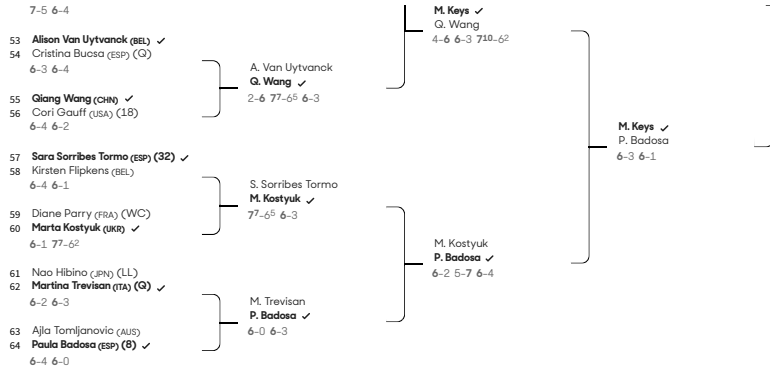 7-5 6-4
53 Alison Van Uytvanck (BEL) ✓
54 Cristina Bucsa (ESP) (Q)
6-3 6-4
55 Qiang Wang (CHN) ✓
56 Cori Gauff (USA) (18)
6-4 6-2
57 Sara Sorribes Tormo (ESP) (32) ✓
58 Kirsten Flipkens (BEL)
6-4 6-1
59 Diane Parry (FRA) (WC)
60 Marta Kostyuk (UKR) ✓
6-1 7⁷-6²
61 Nao Hibino (JPN) (LL)
62 Martina Trevisan (ITA) (Q) ✓
6-2 6-3
63 Ajla Tomljanovic (AUS)
64 Paula Badosa (ESP) (8) ✓
6-4 6-0
A. Van Uytvanck
Q. Wang ✓
2-6 7⁷-6⁵ 6-3
S. Sorribes Tormo
M. Kostyuk ✓
7⁷-6⁵ 6-3
M. Trevisan
P. Badosa ✓
6-0 6-3
M. Keys ✓
Q. Wang
4-6 6-3 7¹⁰-6²
M. Kostyuk
P. Badosa ✓
6-2 5-7 6-4
M. Keys ✓
P. Badosa
6-3 6-1